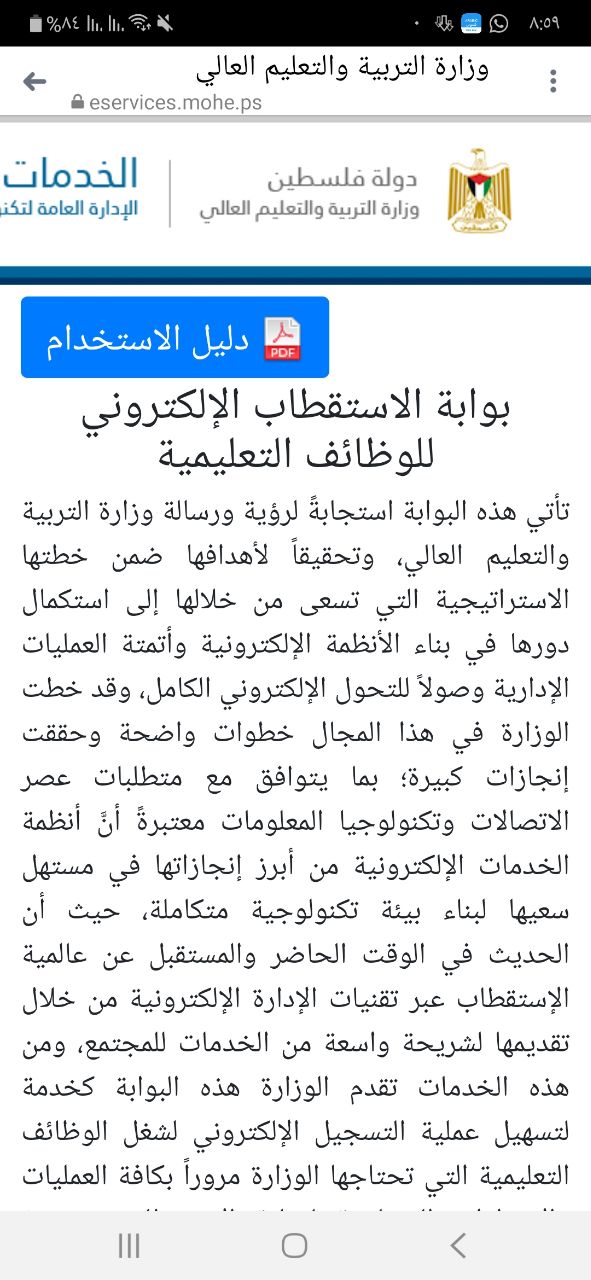 %٨٤
٨:٥٩
وزارة التربية والتعليم العالي
eservices.mohe.ps
دولة فلسطين
وزارة التربية والتعليم العالي
الخدمات
الإدارة العامة لتكنو
فلسطين
دليل الاستخدام
PDF
بوابة الاستقطاب الإلكتروني
للوظائف التعليمية
تأتي هذه البوابة استجابةً لرؤية ورسالة وزارة التربية
والتعليم العالي، وتحقيقاً لأهدافها ضمن خطتها
الاستراتيجية التي تسعى من خلالها إلى استكمال
دورها في بناء الأنظمة الإلكترونية وأتمتة العمليات
الإدارية وصولاً للتحول الإلكتروني الكامل، وقد خطت
الوزارة في هذا المجال خطوات واضحة وحققت
إنجازات كبيرة؛ بما يتوافق مع متطلبات عصر
الاتصالات وتكنولوجيا المعلومات معتبرةً أنَّ أنظمة
الخدمات الإلكترونية من أبرز إنجازاتها في مستهل
سعيها لبناء بيئة تكنولوجية متكاملة، حيث أن
الحديث في الوقت الحاضر والمستقبل عن عالمية
الإستقطاب عبر تقنيات الإدارة الإلكترونية من خلال
تقديمها لشريحة واسعة من الخدمات للمجتمع، ومن
هذه الخدمات تقدم الوزارة هذه البوابة كخدمة
لتسهيل عملية التسجيل الإلكتروني لشغل الوظائف
التعليمية التي تحتاجها الوزارة مروراً بكافة العمليات